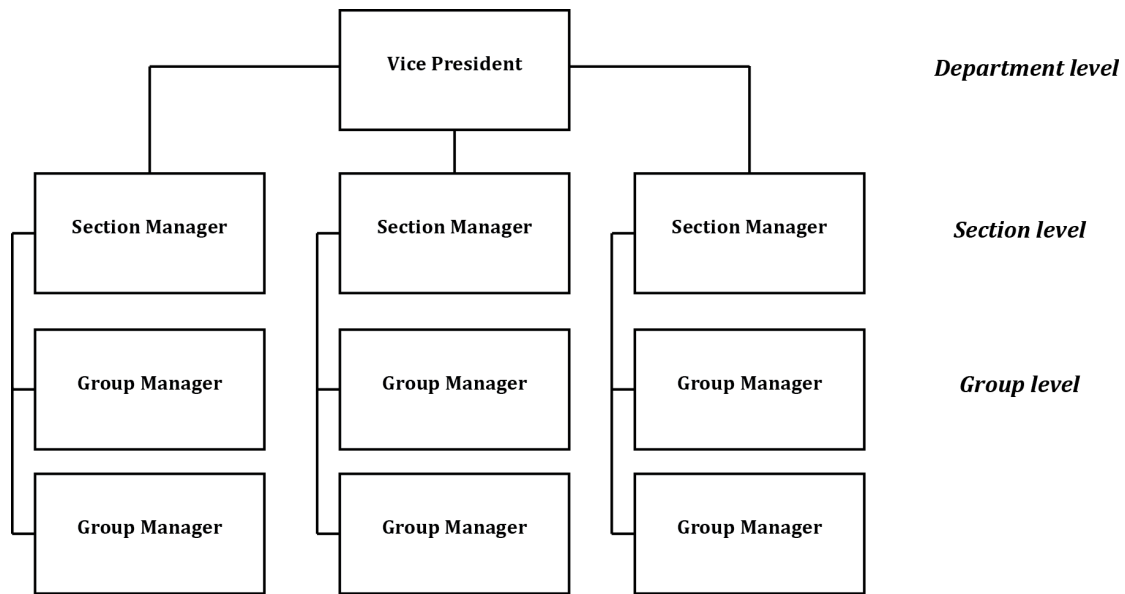 Vice President
Department level
Section Manager
Section Manager
Section Manager
Section level
Group Manager
Group Manager
Group Manager
Group level
Group Manager
Group Manager
Group Manager